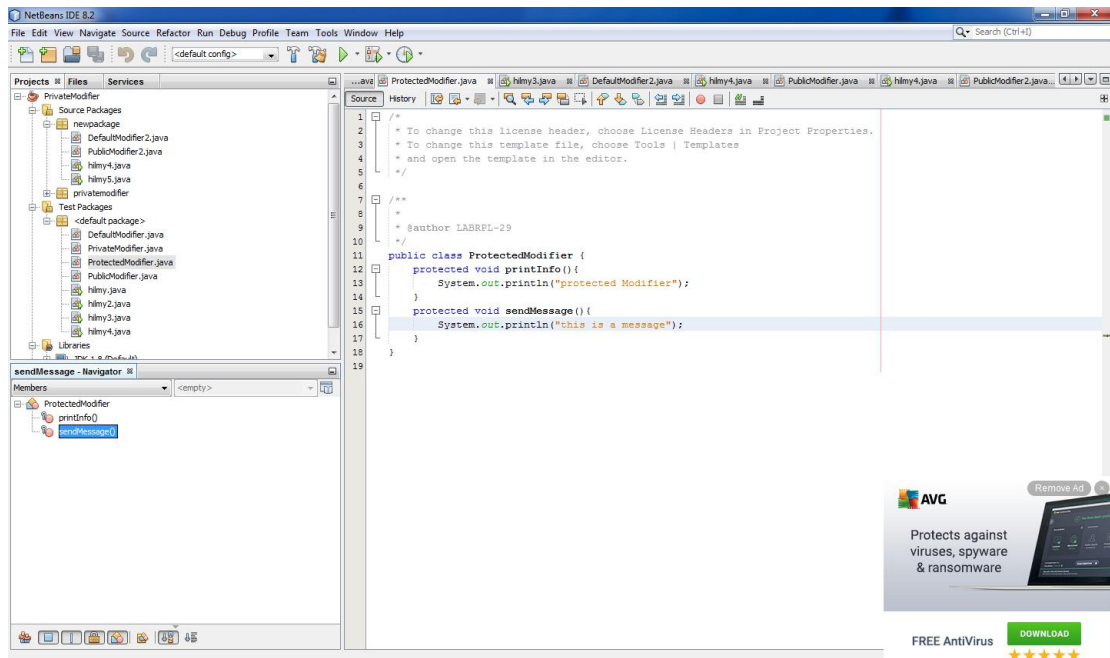 NetBeans IDE 8.2
File Edit View Navigate Source Refactor Run Debug Profile Team Tools Window Help
Search (Ctrl+I)
<default config>
Projects Files Services
PrivateModifier
Source Packages
newpackage
DefaultModifier2.java
PublicModifier2.java
hilmy4.java
hilmy5.java
privatemodifier
Test Packages
<default package>
DefaultModifier.java
PrivateModifier.java
ProtectedModifier.java
PublicModifier.java
hilmy.java
hilmy2.java
hilmy3.java
hilmy4.java
Libraries
JDK 1.8 (Default)
sendMessage - Navigator
Members <empty>
ProtectedModifier
printInfo()
sendMessage()
...ava ProtectedModifier.java hilmy3.java DefaultModifier2.java hilmy4.java PublicModifier.java hilmy4.java PublicModifier2.java...
Source History
1 /*
2 * To change this license header, choose License Headers in Project Properties.
3 * To change this template file, choose Tools | Templates
4 * and open the template in the editor.
5 */
6
7 /**
8 *
9 * @author LABRPL-29
10 */
11 public class ProtectedModifier {
12 protected void printInfo(){
13 System.out.println("protected Modifier");
14 }
15 protected void sendMessage(){
16 System.out.println("this is a message");
17 }
18 }
19
Remove Ad
AVG
Protects against
viruses, spyware
& ransomware
FREE AntiVirus
DOWNLOAD